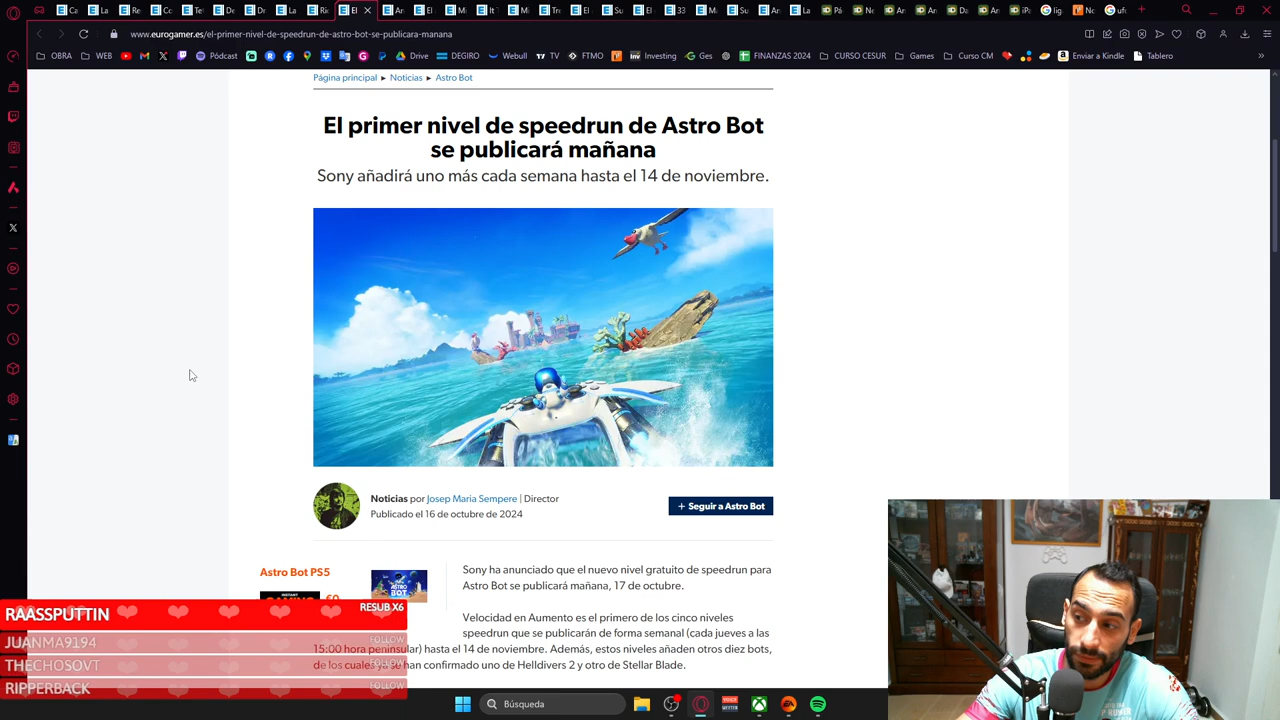 El
www.eurogamer.es/el-primer-nivel-de-speedrun-de-astro-bot-se-publicara-manana
OBRA WEB Pódcast Drive DEGIRO Webull TV FTMO Investing Ges FINANZAS 2024 CURSO CESUR Games Curso CM Enviar a Kindle Tablero
Página principal ▸ Noticias ▸ Astro Bot
El primer nivel de speedrun de Astro Bot
se publicará mañana
Sony añadirá uno más cada semana hasta el 14 de noviembre.
Noticias por Josep Maria Sempere | Director
Publicado el 16 de octubre de 2024
+ Seguir a Astro Bot
Astro Bot PS5
ASTRO BOT
Sony ha anunciado que el nuevo nivel gratuito de speedrun para
Astro Bot se publicará mañana, 17 de octubre.
Velocidad en Aumento es el primero de los cinco niveles
speedrun que se publicarán de forma semanal (cada jueves a las
15:00 hora peninsular) hasta el 14 de noviembre. Además, estos niveles añaden otros diez bots,
de los cuales ya se han confirmado uno de Helldivers 2 y otro de Stellar Blade.
RAASSPUTTIN RESUB X6
JUANMA9194 FOLLOW
THECHOSOVT FOLLOW
RIPPERBACK FOLLOW
Búsqueda